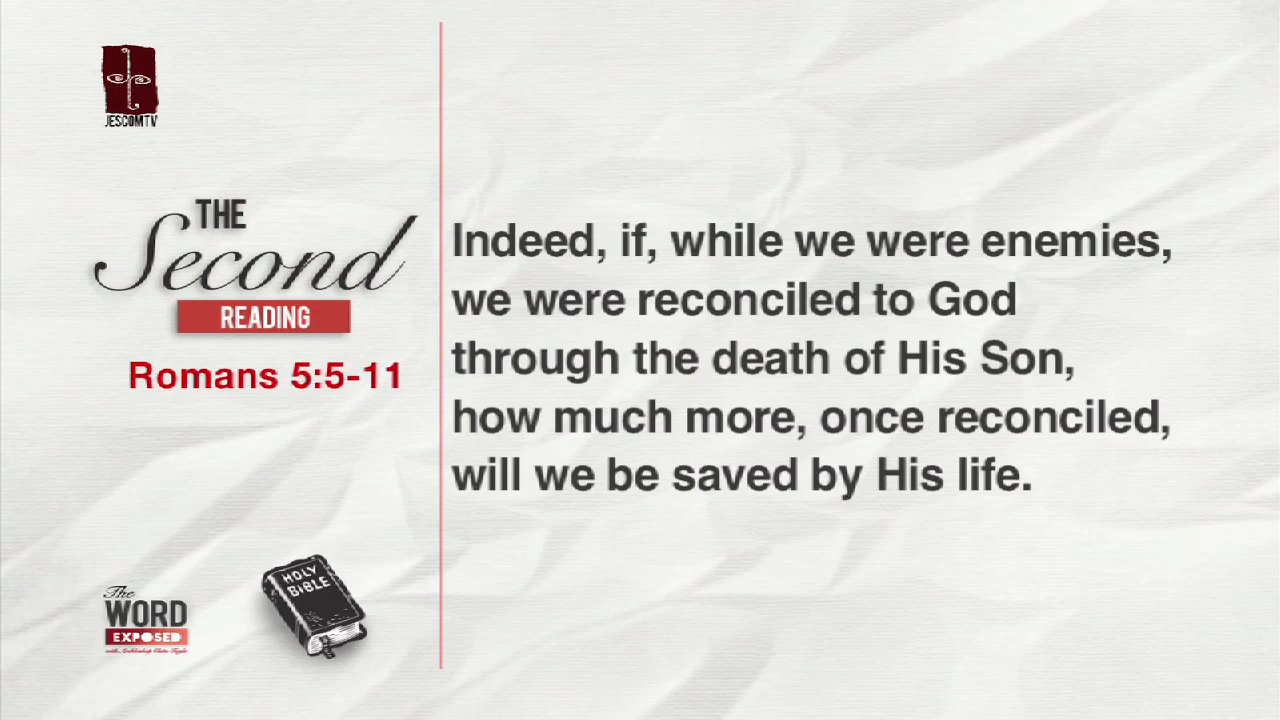 JESCOMTV
THE
Second
READING
Romans 5:5-11
Indeed, if, while we were enemies,
we were reconciled to God
through the death of His Son,
how much more, once reconciled,
will we be saved by His life.
HOLY
BIBLE
The
WORD
EXPOSED
with Archbishop